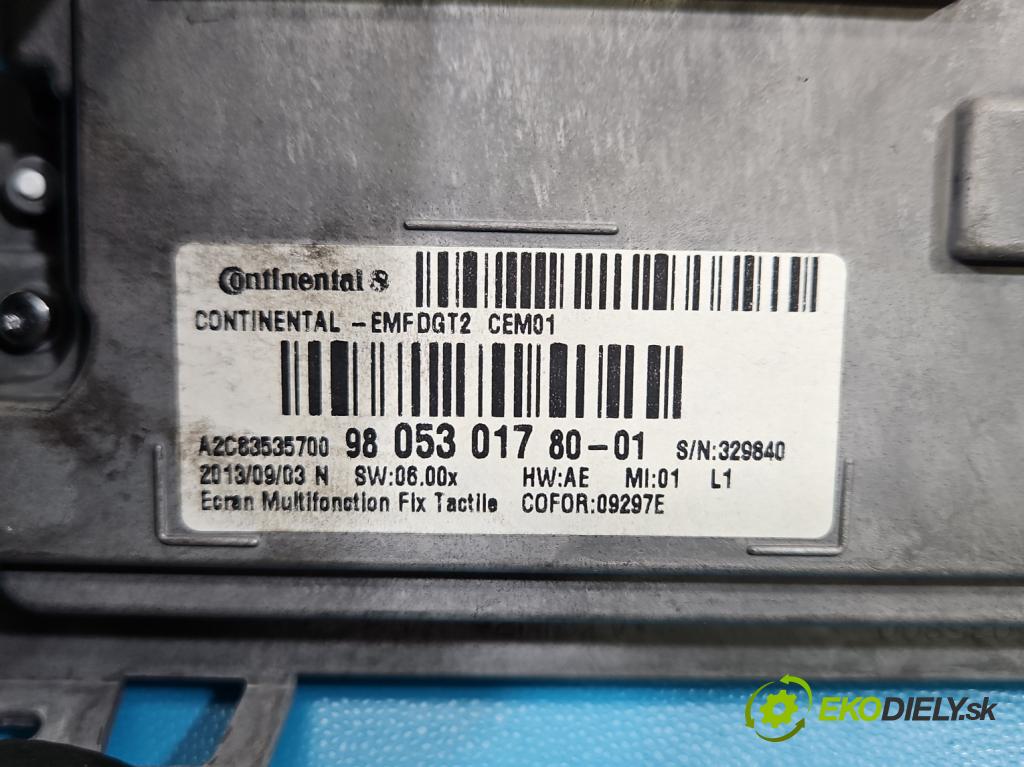 Continental
CONTINENTAL -EMFDGT2 CEM01
A2C83535700 98 053 017 80-01 S/N:329840
2013/09/03 N SW:06.00x HW:AE MI:01 L1
Ecran Multifonction Fix Tactile COFOR:09297E
EKODIELY.sk